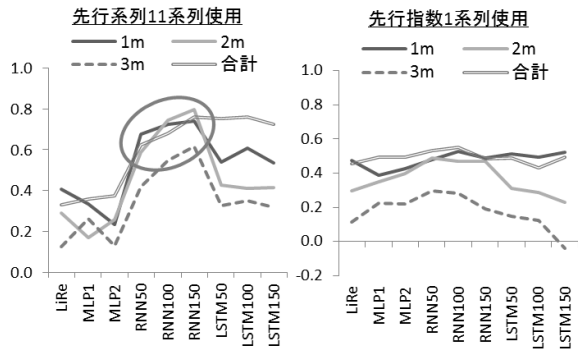 先行系列11系列使用
1m 2m
3m 合計
1.0
0.8
0.6
0.4
0.2
0.0
LiRe
MLP1
MLP2
RNN50
RNN100
RNN150
LSTM50
LSTM100
LSTM150
先行指数1系列使用
1m 2m
3m 合計
1.0
0.8
0.6
0.4
0.2
0.0
-0.2
LiRe
MLP1
MLP2
RNN50
RNN100
RNN150
LSTM50
LSTM100
LSTM150